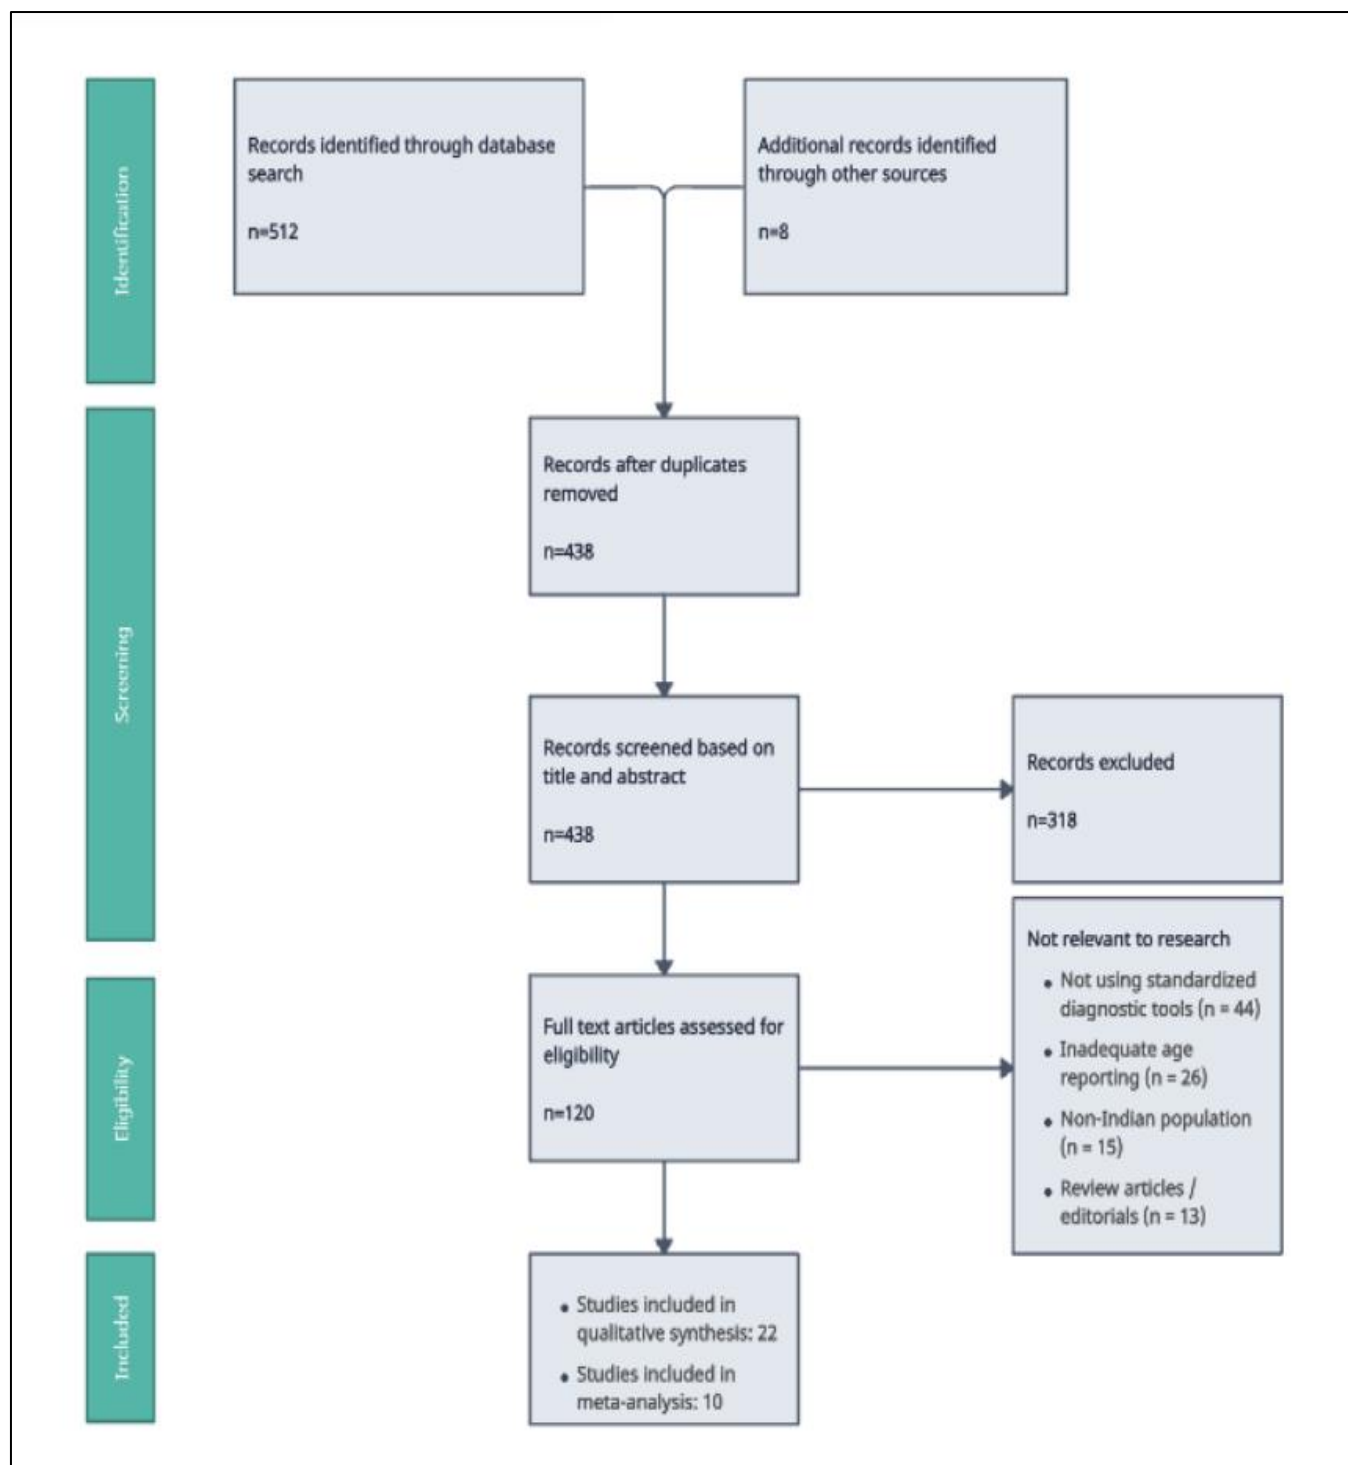 Identification
Records identified through database
search
n=512
Additional records identified
through other sources
n=8
Screening
Records after duplicates
removed
n=438
Records screened based on
title and abstract
n=438
Records excluded
n=318
Eligibility
Full text articles assessed for
eligibility
n=120
Not relevant to research
• Not using standardized
diagnostic tools (n = 44)
• Inadequate age
reporting (n = 26)
• Non-Indian population
(n = 15)
• Review articles /
editorials (n = 13)
Included
• Studies included in
qualitative synthesis: 22
• Studies included in
meta-analysis: 10